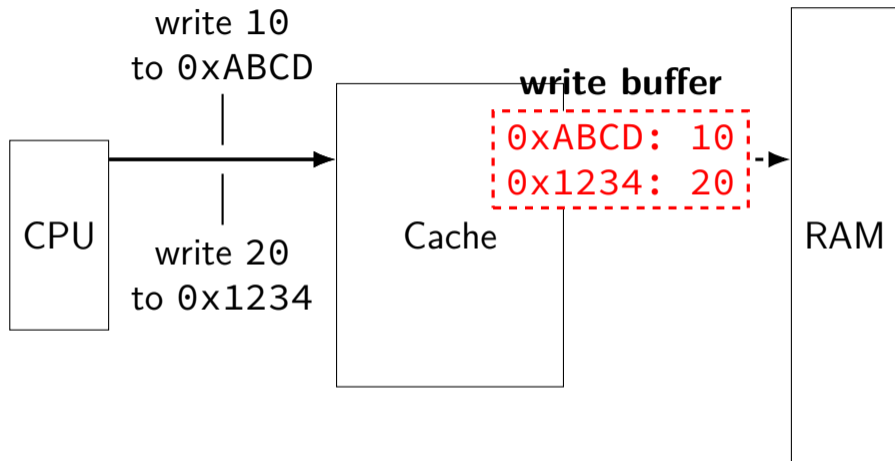 write 10
to 0xABCD
write buffer
0xABCD: 10
0x1234: 20
CPU
Cache
RAM
write 20
to 0x1234